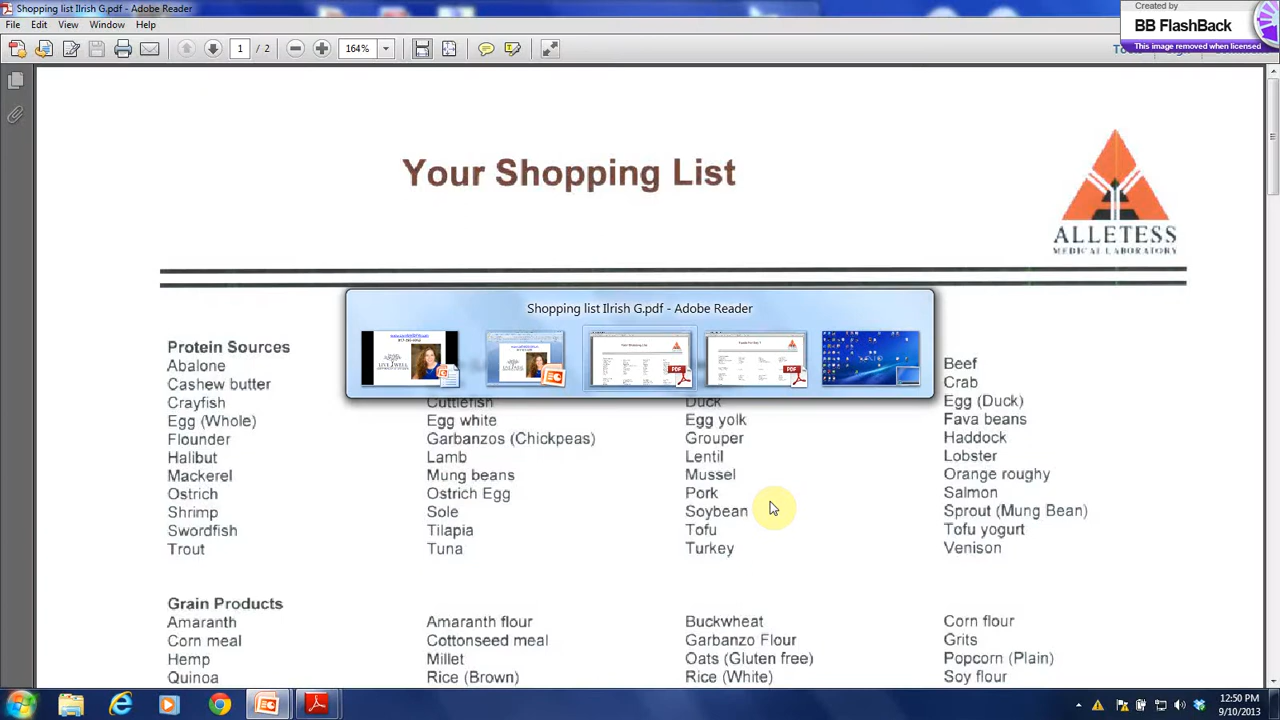 Shopping list IIrish G.pdf - Adobe Reader
File Edit View Window Help
1 / 2 164%
Created by
BB FlashBack
This image removed when licensed
Your Shopping List
ALLETESS
MEDICAL LABORATORY
Shopping list IIrish G.pdf - Adobe Reader
Protein Sources
Abalone Beef
Cashew butter Crab
Crayfish Cuttlefish Duck Egg (Duck)
Egg (Whole) Egg white Egg yolk Fava beans
Flounder Garbanzos (Chickpeas) Grouper Haddock
Halibut Lamb Lentil Lobster
Mackerel Mung beans Mussel Orange roughy
Ostrich Ostrich Egg Pork Salmon
Shrimp Sole Soybean Sprout (Mung Bean)
Swordfish Tilapia Tofu Tofu yogurt
Trout Tuna Turkey Venison
Grain Products
Amaranth Amaranth flour Buckwheat Corn flour
Corn meal Cottonseed meal Garbanzo Flour Grits
Hemp Millet Oats (Gluten free) Popcorn (Plain)
Quinoa Rice (Brown) Rice (White) Soy flour
12:50 PM
9/10/2013